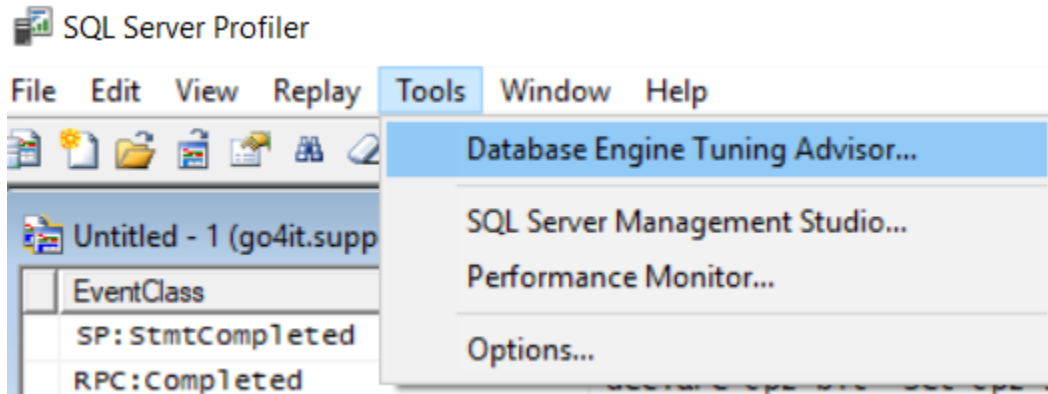 SQL Server Profiler
File Edit View Replay Tools Window Help
Database Engine Tuning Advisor...
SQL Server Management Studio...
Performance Monitor...
Options...
Untitled - 1 (go4it.supp
EventClass
SP:StmtCompleted
RPC:Completed